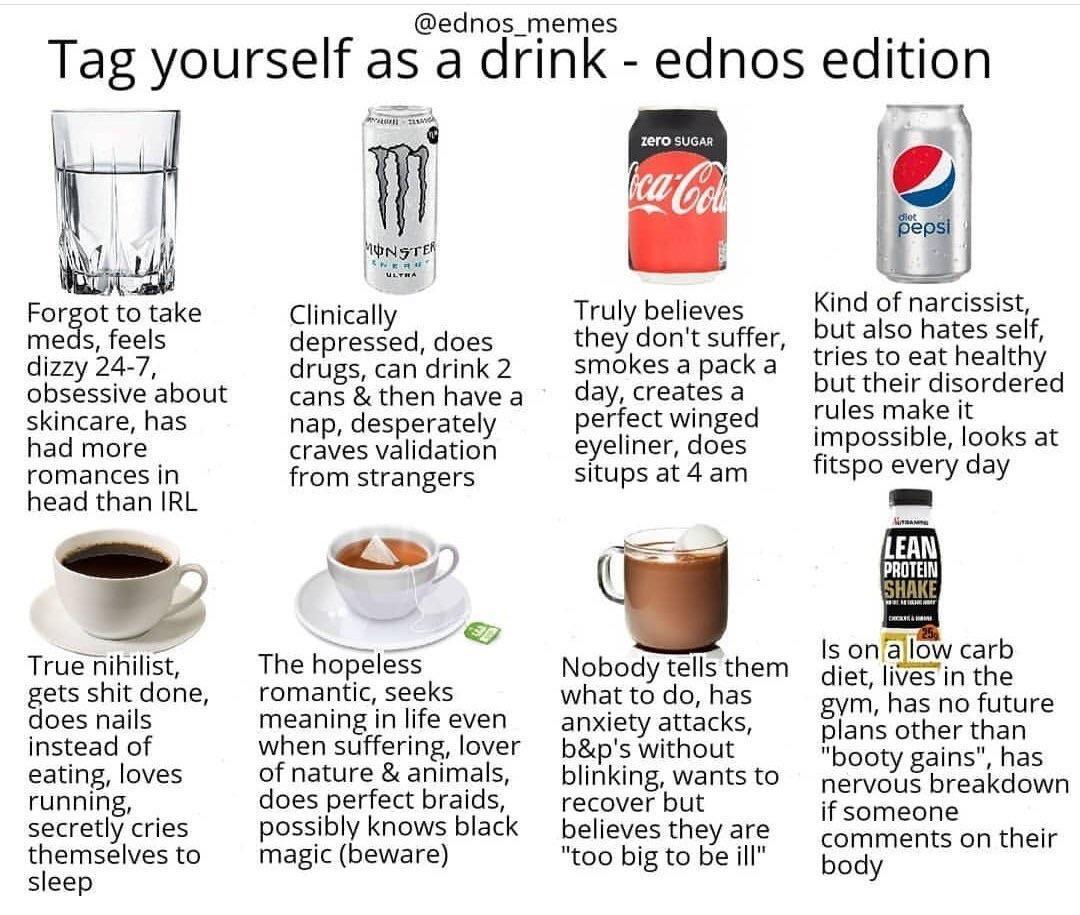 @ednos_memes
Tag yourself as a drink - ednos edition
MONSTER
ENERGY
ULTRA
zero SUGAR
Coca-Cola
diet
pepsi
Forgot to take
meds, feels
dizzy 24-7,
obsessive about
skincare, has
had more
romances in
head than IRL
Clinically
depressed, does
drugs, can drink 2
cans & then have a
nap, desperately
craves validation
from strangers
Truly believes
they don't suffer,
smokes a pack a
day, creates a
perfect winged
eyeliner, does
situps at 4 am
Kind of narcissist,
but also hates self,
tries to eat healthy
but their disordered
rules make it
impossible, looks at
fitspo every day
LEAN
PROTEIN
SHAKE
25g
True nihilist,
gets shit done,
does nails
instead of
eating, loves
running,
secretly cries
themselves to
sleep
The hopeless
romantic, seeks
meaning in life even
when suffering, lover
of nature & animals,
does perfect braids,
possibly knows black
magic (beware)
Nobody tells them
what to do, has
anxiety attacks,
b&p's without
blinking, wants to
recover but
believes they are
"too big to be ill"
Is on a low carb
diet, lives in the
gym, has no future
plans other than
"booty gains", has
nervous breakdown
if someone
comments on their
body